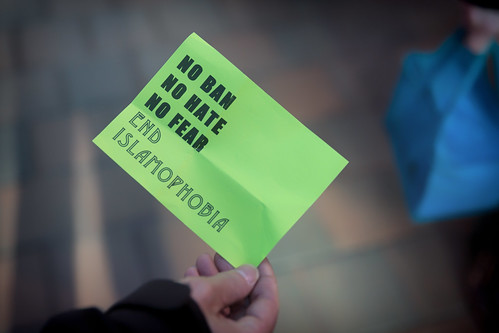 NO BAN
NO HATE
NO FEAR
END
ISLAMOPHOBIA